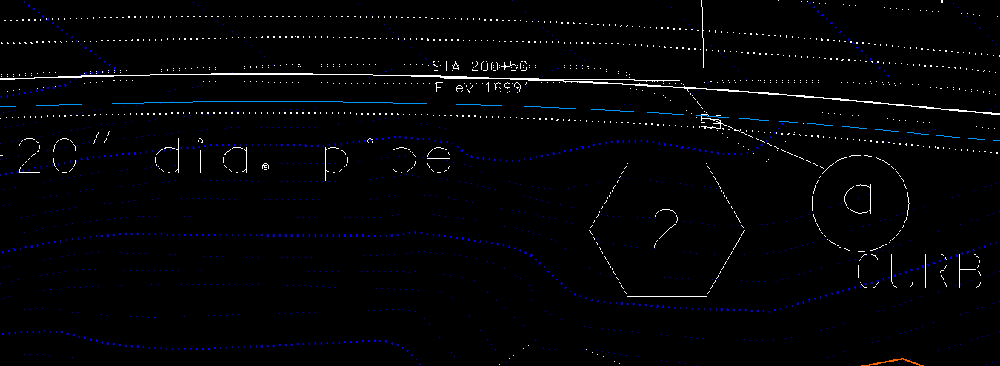 STA 200+50
Elev 1699'
20" dia. pipe
2
a
CURB